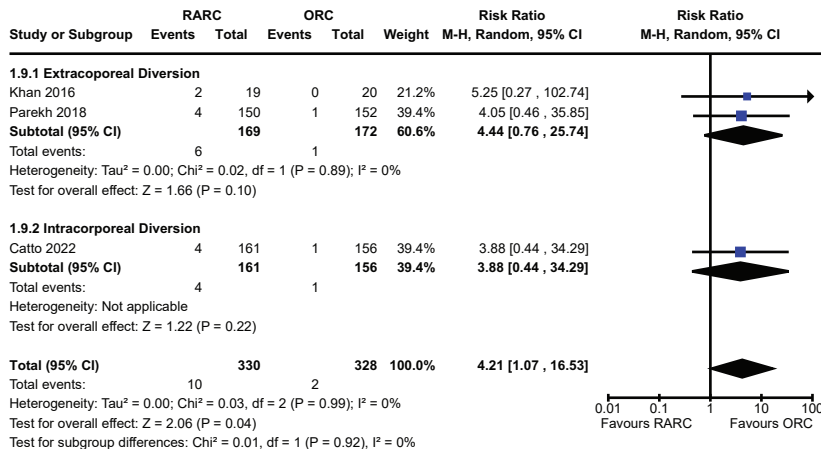 RARC ORC Risk Ratio Risk Ratio
Study or Subgroup Events Total Events Total Weight M-H, Random, 95% CI M-H, Random, 95% CI
1.9.1 Extracoporeal Diversion
Khan 2016 2 19 0 20 21.2% 5.25 [0.27 , 102.74]
Parekh 2018 4 150 1 152 39.4% 4.05 [0.46 , 35.85]
Subtotal (95% CI) 169 172 60.6% 4.44 [0.76 , 25.74]
Total events: 6 1
Heterogeneity: Tau² = 0.00; Chi² = 0.02, df = 1 (P = 0.89); I² = 0%
Test for overall effect: Z = 1.66 (P = 0.10)
1.9.2 Intracorporeal Diversion
Catto 2022 4 161 1 156 39.4% 3.88 [0.44 , 34.29]
Subtotal (95% CI) 161 156 39.4% 3.88 [0.44 , 34.29]
Total events: 4 1
Heterogeneity: Not applicable
Test for overall effect: Z = 1.22 (P = 0.22)
Total (95% CI) 330 328 100.0% 4.21 [1.07 , 16.53]
Total events: 10 2
Heterogeneity: Tau² = 0.00; Chi² = 0.03, df = 2 (P = 0.99); I² = 0%
Test for overall effect: Z = 2.06 (P = 0.04)
Test for subgroup differences: Chi² = 0.01, df = 1 (P = 0.92), I² = 0%
0.01 0.1 1 10 100
Favours RARC Favours ORC